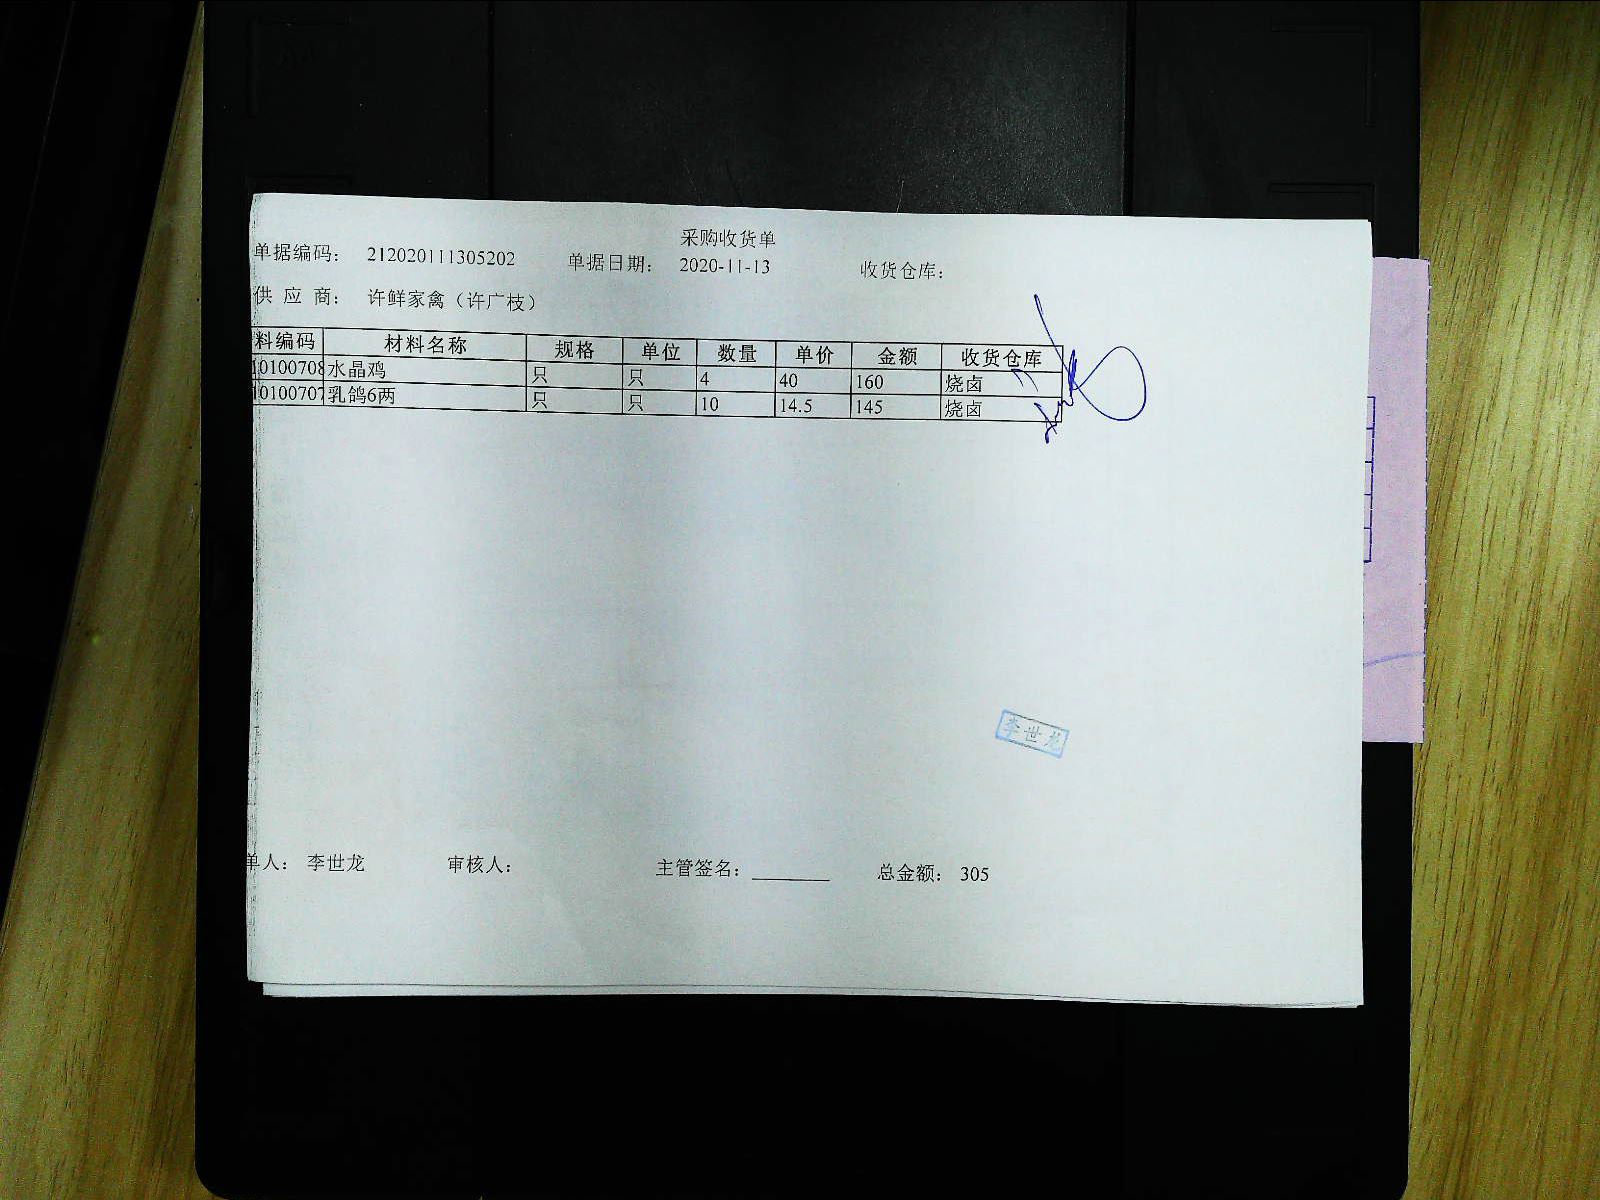 采购收货单
单据编码： 212020111305202 单据日期： 2020-11-13 收货仓库：
供 应 商： 许鲜家禽（许广枝）
料编码 材料名称 规格 单位 数量 单价 金额 收货仓库
10100708 水晶鸡 只 只 4 40 160 烧卤
10100707 乳鸽6两 只 只 10 14.5 145 烧卤
李世龙
单人： 李世龙 审核人： 主管签名：________ 总金额： 305